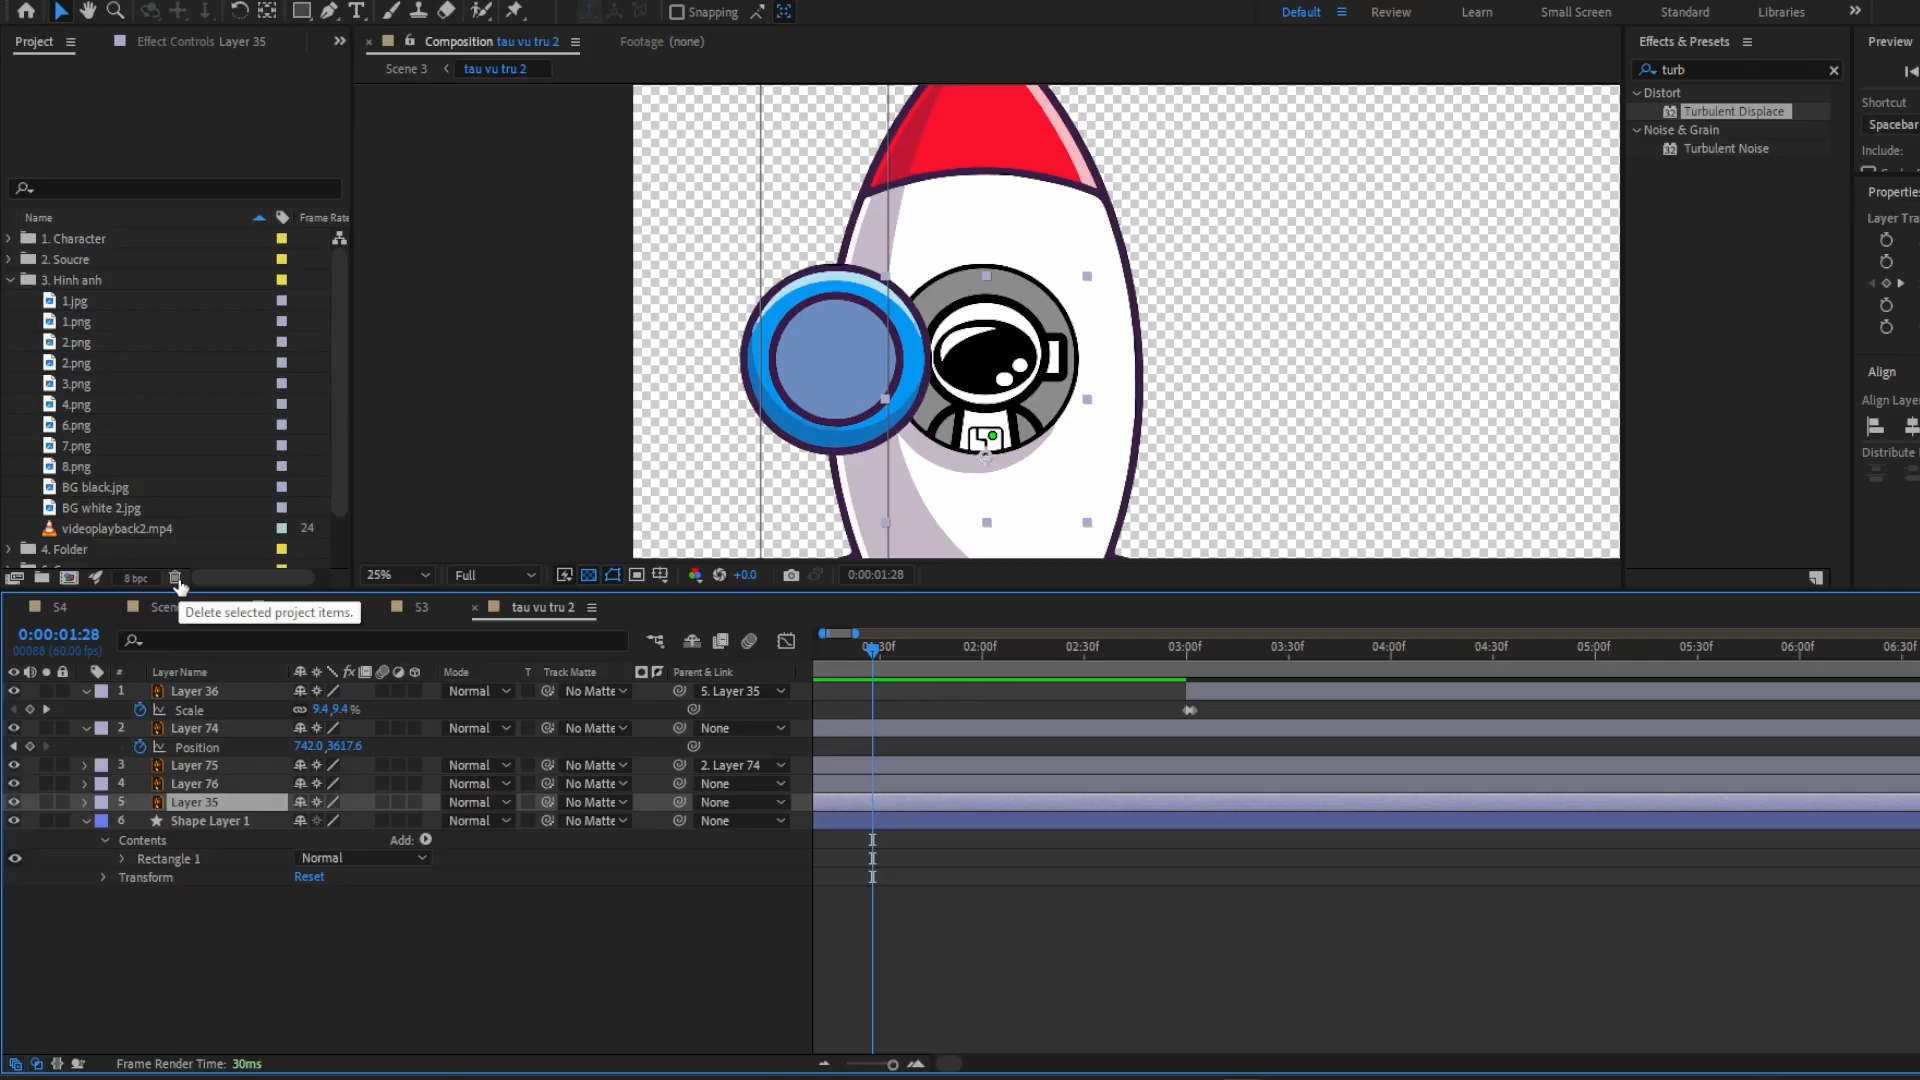 Snapping
Default
Review
Learn
Small Screen
Standard
Libraries
Project
Effect Controls Layer 35
Composition tau vu tru 2
Footage (none)
Effects & Presets
Preview
Scene 3
tau vu tru 2
turb
Distort
Turbulent Displace
Noise & Grain
Turbulent Noise
Shortcut
Spacebar
Include:
Properties
Layer Tra
Align
Align Laye
Distribute
Name
Frame Rate
1. Character
2. Soucre
3. Hinh anh
1.jpg
1.png
2.png
2.png
3.png
4.png
6.png
7.png
8.png
BG black.jpg
BG white 2.jpg
videoplayback2.mp4
24
4. Folder
8 bpc
25%
Full
+0.0
0:00:01:28
S4
Scen
Delete selected project items.
S3
tau vu tru 2
0:00:01:28
00088 (60.00 fps)
:30f
02:00f
02:30f
03:00f
03:30f
04:00f
04:30f
05:00f
05:30f
06:00f
06:30f
#
Layer Name
Mode
T
Track Matte
Parent & Link
1
Layer 36
Normal
No Matte
5. Layer 35
Scale
9.4,9.4 %
2
Layer 74
Normal
No Matte
None
Position
742.0,3617.6
3
Layer 75
Normal
No Matte
2. Layer 74
4
Layer 76
Normal
No Matte
None
5
Layer 35
Normal
No Matte
None
6
Shape Layer 1
Normal
No Matte
None
Contents
Add:
Rectangle 1
Normal
Transform
Reset
Frame Render Time: 30ms